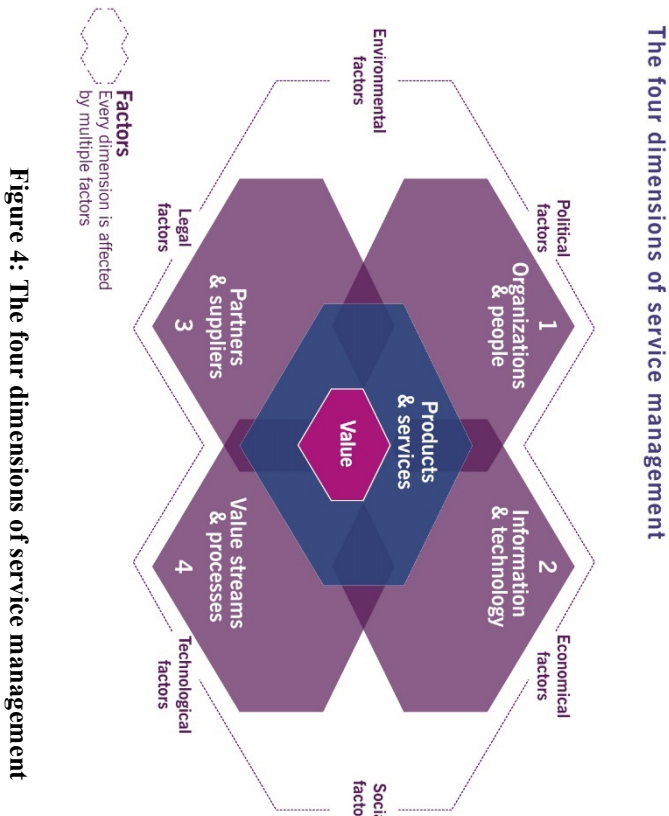 The four dimensions of service management
Political
factors
Economical
factors
1
Organizations
& people
2
Information
& technology
Environmental
factors
Products
& services
Value
3
Partners
& suppliers
4
Value streams
& processes
Legal
factors
Technological
factors
Factors
Every dimension is affected
by multiple factors
Figure 4: The four dimensions of service management